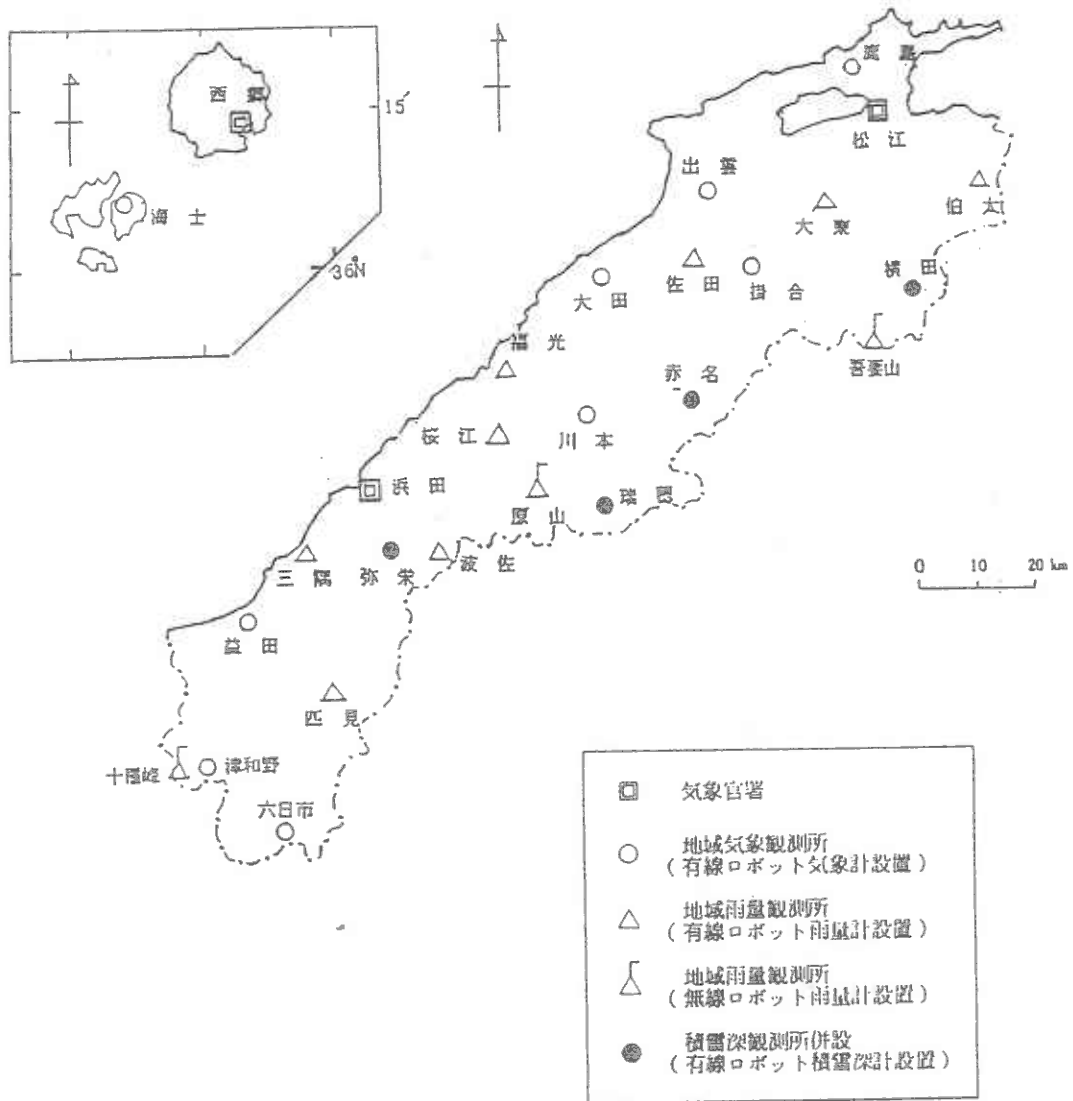 西 郷
15′
海 士
36°N
鹿 島
松 江
出 雲
大 東
伯 太
佐 田
掛 合
横 田
大 田
吾妻山
温 光
赤 名
桜 江
川 本
浜 田
原 山
瑞 穂
三 隅
弥 栄
波 佐
益 田
匹 見
津和野
六日市
0 10 20 km
気象官署
地域気象観測所
(有線ロボット気象計設置)
地域雨量観測所
(有線ロボット雨量計設置)
地域雨量観測所
(無線ロボット雨量計設置)
積雪深観測所併設
(有線ロボット積雪深計設置)